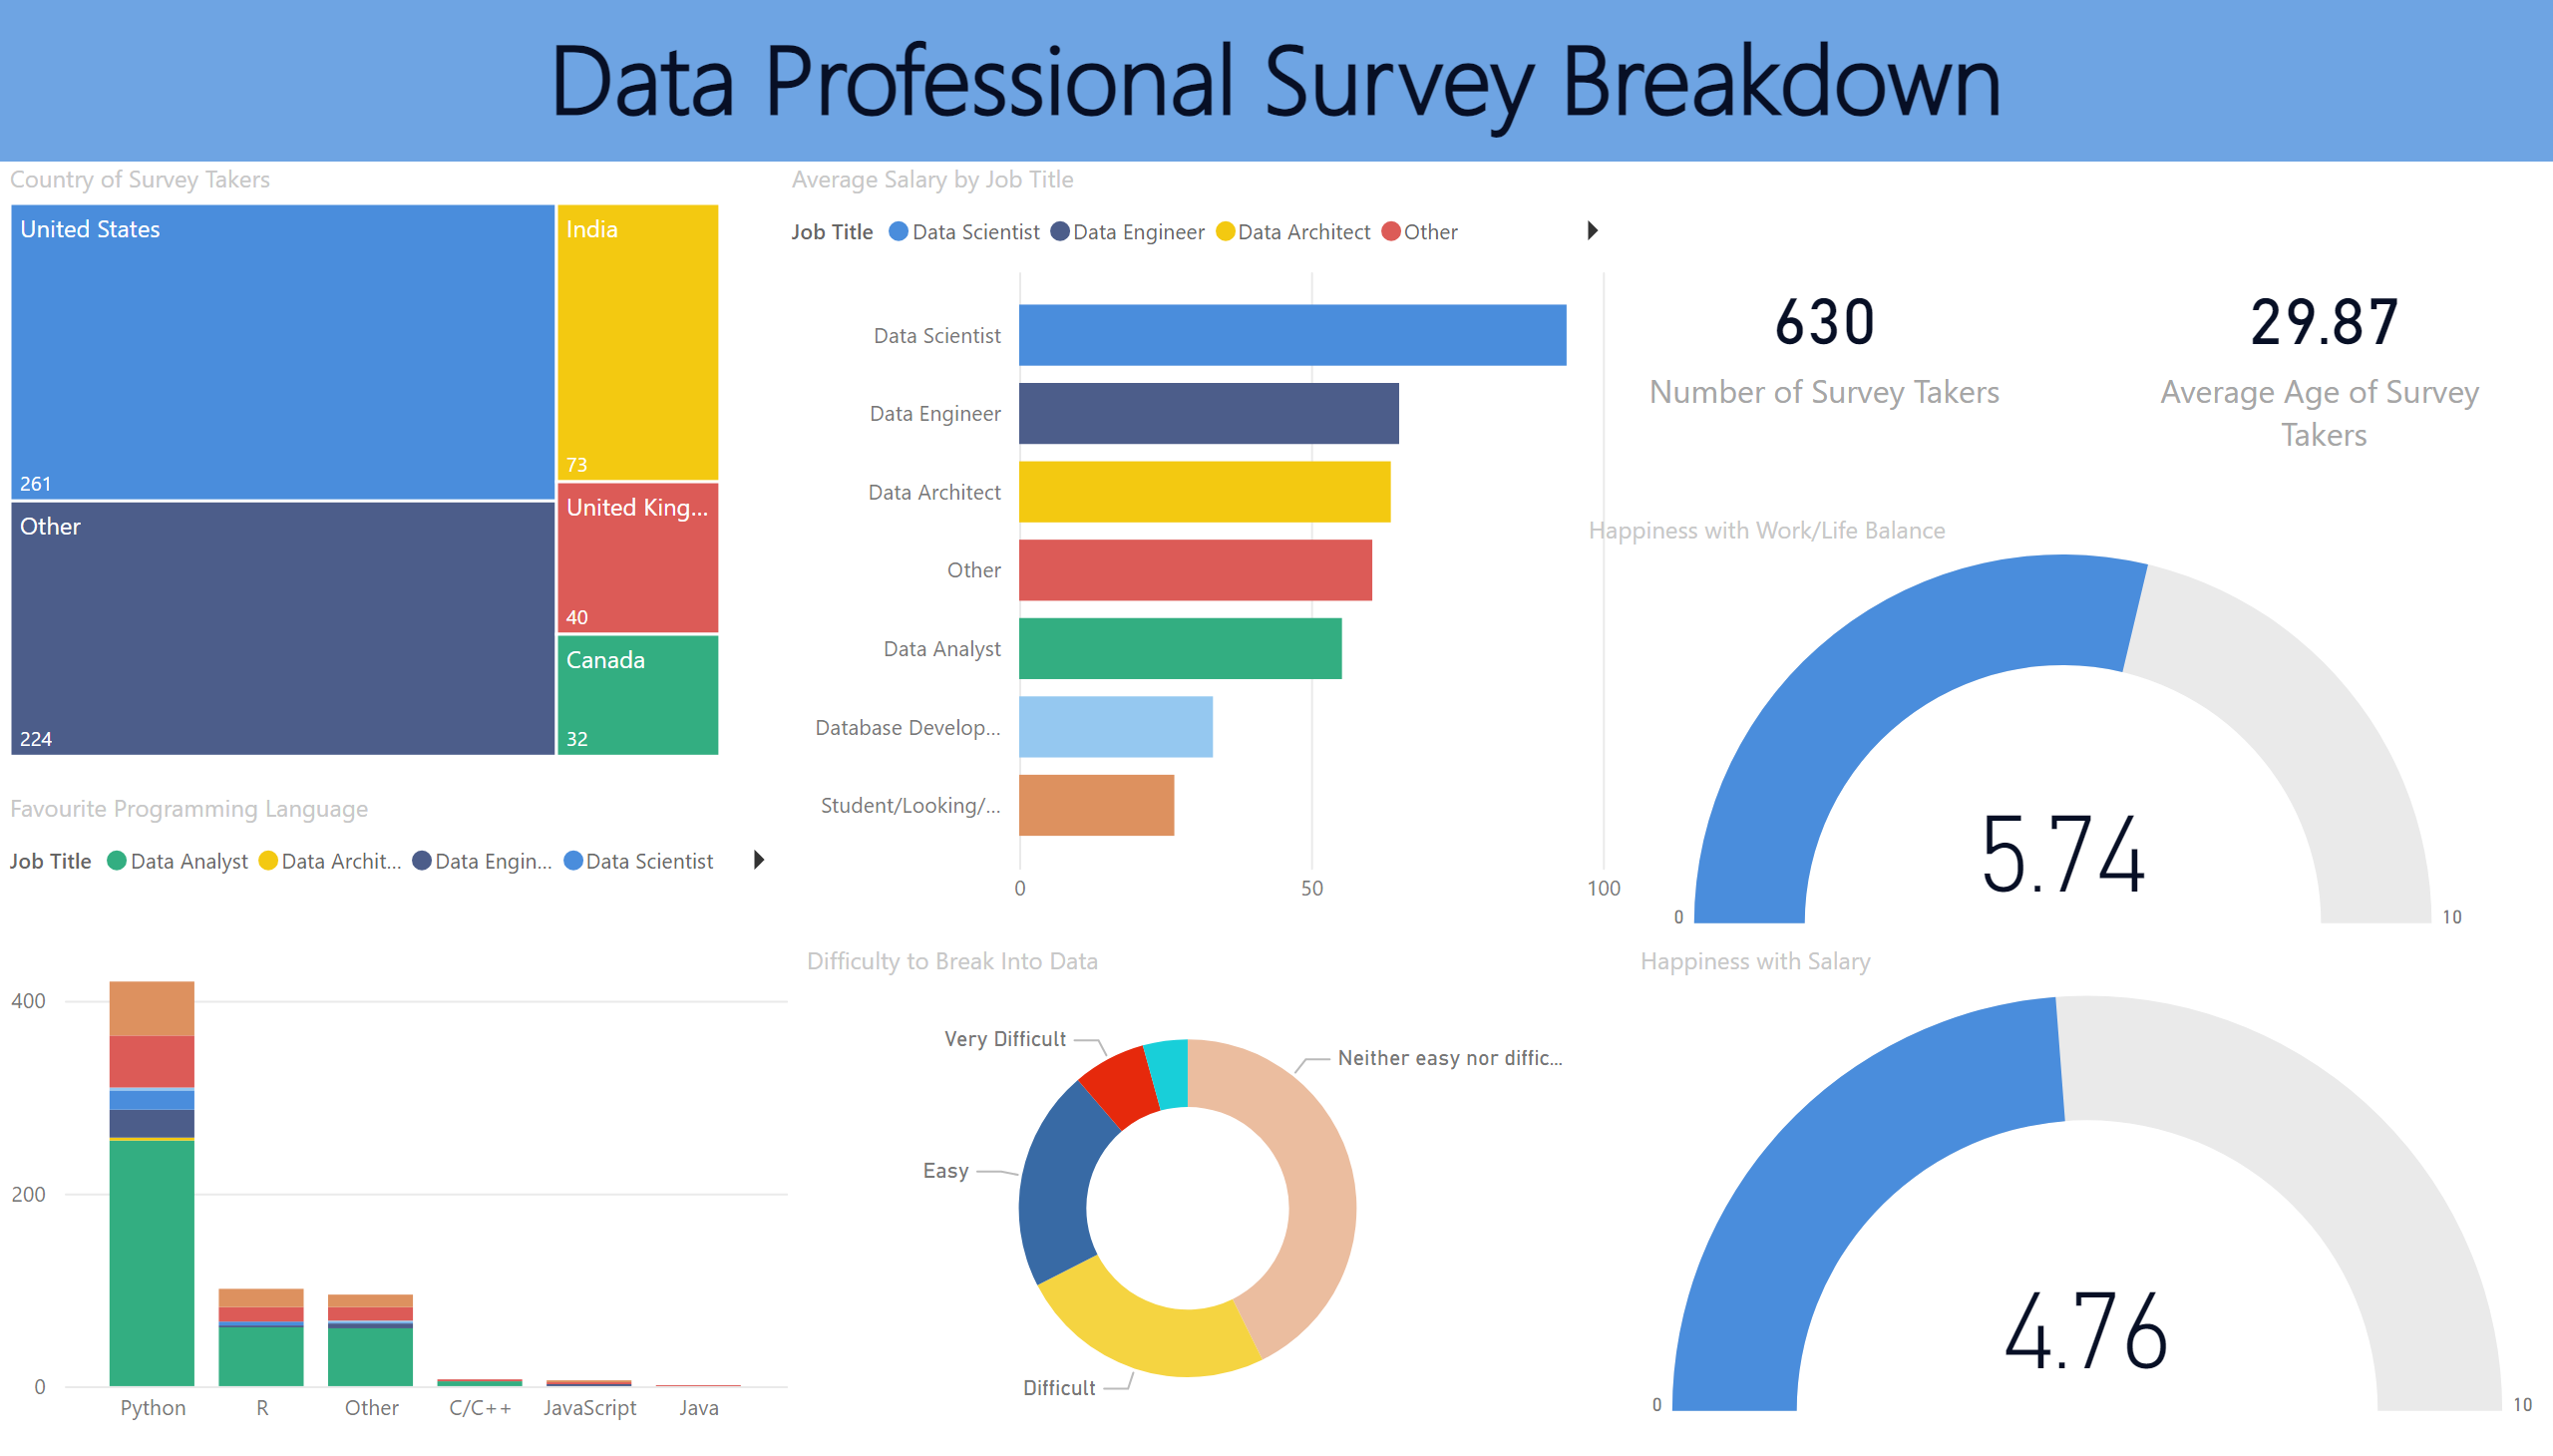 Data Professional Survey Breakdown
Country of Survey Takers
United States
261
Other
224
India
73
United King...
40
Canada
32
Average Salary by Job Title
Job Title Data Scientist Data Engineer Data Architect Other
Data Scientist
Data Engineer
Data Architect
Other
Data Analyst
Database Develop...
Student/Looking/...
0 50 100
630
Number of Survey Takers
29.87
Average Age of Survey
Takers
Happiness with Work/Life Balance
5.74
0 10
Favourite Programming Language
Job Title Data Analyst Data Archit... Data Engin... Data Scientist
400
200
0
Python R Other C/C++ JavaScript Java
Difficulty to Break Into Data
Very Difficult
Neither easy nor diffic...
Easy
Difficult
Happiness with Salary
4.76
0 10